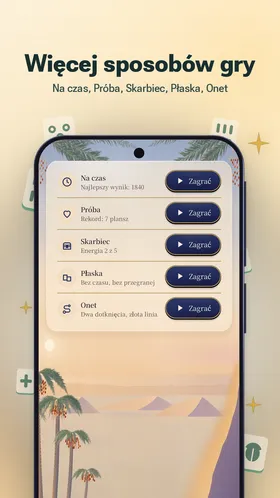 Więcej sposobów gry
Na czas, Próba, Skarbiec, Płaska, Onet
Na czas
Najlepszy wynik: 1840
Zagrać
Próba
Rekord: 7 plansz
Zagrać
Skarbiec
Energia 2 z 5
Zagrać
Płaska
Bez czasu, bez przegranej
Zagrać
Onet
Dwa dotknięcia, złota linia
Zagrać